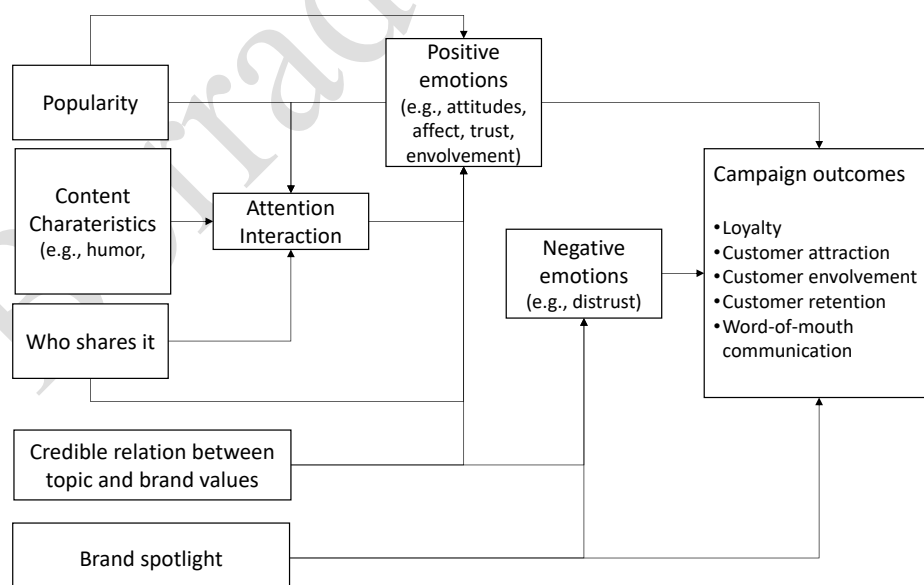 Popularity
Content
Charateristics
(e.g., humor,
Who shares it
Credible relation between
topic and brand values
Brand spotlight
Attention
Interaction
Positive
emotions
(e.g., attitudes,
affect, trust,
envolvement)
Negative
emotions
(e.g., distrust)
Campaign outcomes
•Loyalty
•Customer attraction
•Customer envolvement
•Customer retention
•Word-of-mouth
communication